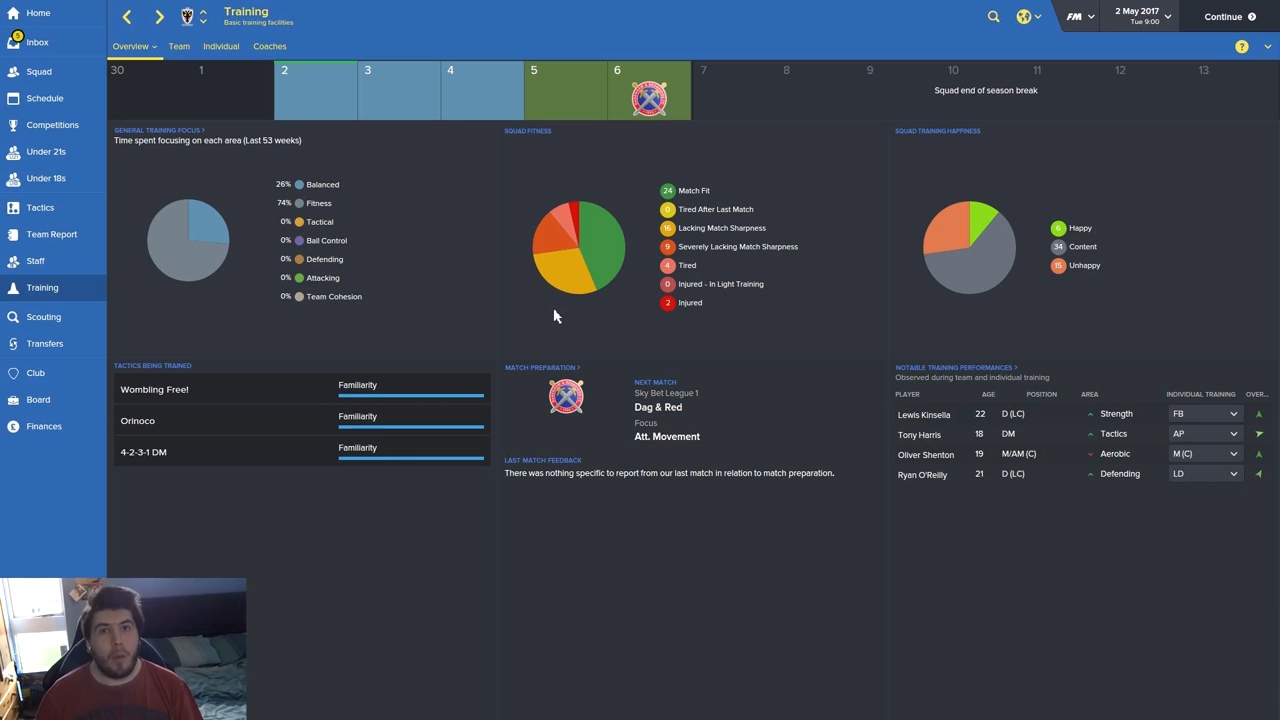 Home
5
Inbox
Squad
Schedule
Competitions
Under 21s
Under 18s
Tactics
Team Report
Staff
Training
Scouting
Transfers
Club
Board
Finances
Training
Basic training facilities
FM
2 May 2017
Tue 9:00
Continue
Overview
Team
Individual
Coaches
?
30 1 2 3 4 5 6 7 8 9 10 11 12 13
Squad end of season break
GENERAL TRAINING FOCUS >
Time spent focusing on each area (Last 53 weeks)
26% Balanced
74% Fitness
0% Tactical
0% Ball Control
0% Defending
0% Attacking
0% Team Cohesion
SQUAD FITNESS
24 Match Fit
0 Tired After Last Match
16 Lacking Match Sharpness
9 Severely Lacking Match Sharpness
4 Tired
0 Injured - In Light Training
2 Injured
SQUAD TRAINING HAPPINESS
6 Happy
34 Content
15 Unhappy
TACTICS BEING TRAINED
Wombling Free! Familiarity
Orinoco Familiarity
4-2-3-1 DM Familiarity
MATCH PREPARATION >
NEXT MATCH
Sky Bet League 1
Dag & Red
Focus
Att. Movement
LAST MATCH FEEDBACK
There was nothing specific to report from our last match in relation to match preparation.
NOTABLE TRAINING PERFORMANCES >
Observed during team and individual training
PLAYER AGE POSITION AREA INDIVIDUAL TRAINING OVER...
Lewis Kinsella 22 D (LC) Strength FB
Tony Harris 18 DM Tactics AP
Oliver Shenton 19 M/AM (C) Aerobic M (C)
Ryan O'Reilly 21 D (LC) Defending LD